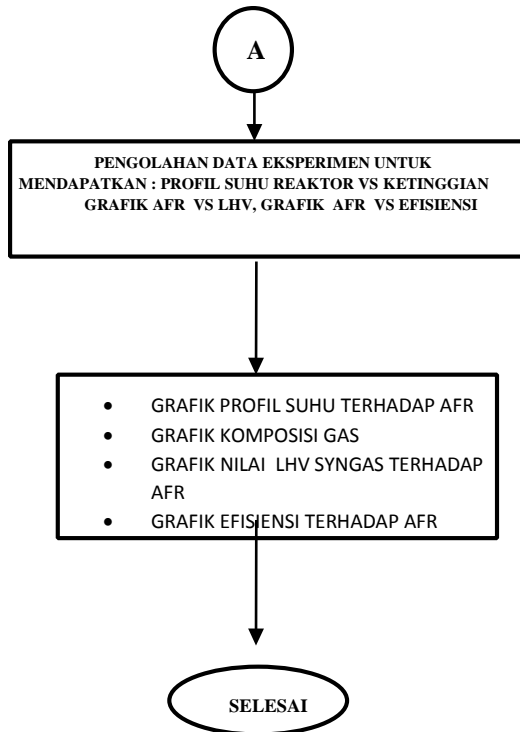 A
PENGOLAHAN DATA EKSPERIMEN UNTUK
MENDAPATKAN : PROFIL SUHU REAKTOR VS KETINGGIAN
GRAFIK AFR VS LHV, GRAFIK AFR VS EFISIENSI
• GRAFIK PROFIL SUHU TERHADAP AFR
• GRAFIK KOMPOSISI GAS
• GRAFIK NILAI LHV SYNGAS TERHADAP
AFR
• GRAFIK EFISIENSI TERHADAP AFR
SELESAI